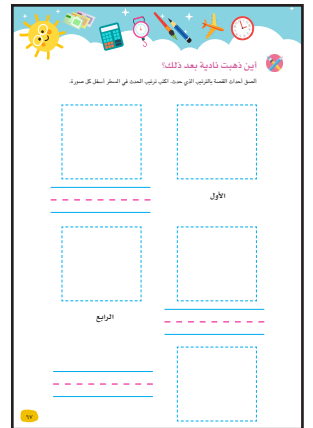 أين ذهبت نادية بعد ذلك؟
ألصق أحداث القصة بالترتيب الذي حدث. اكتب ترتيب الحدث في السطر أسفل كل صورة.
الأول
الرابع